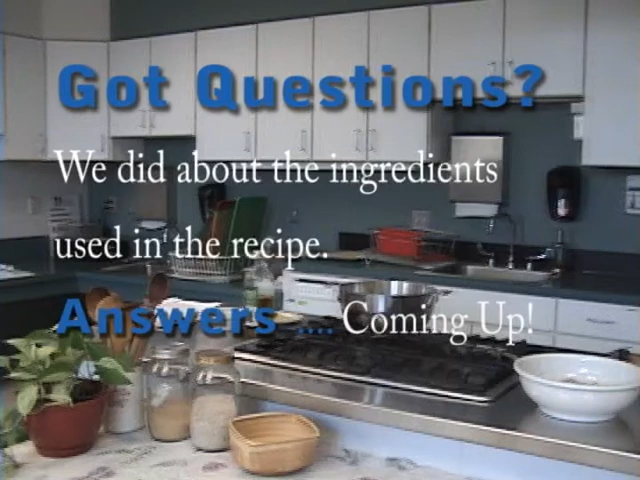 Got Questions?
We did about the ingredients
used in the recipe.
Answers .... Coming Up!